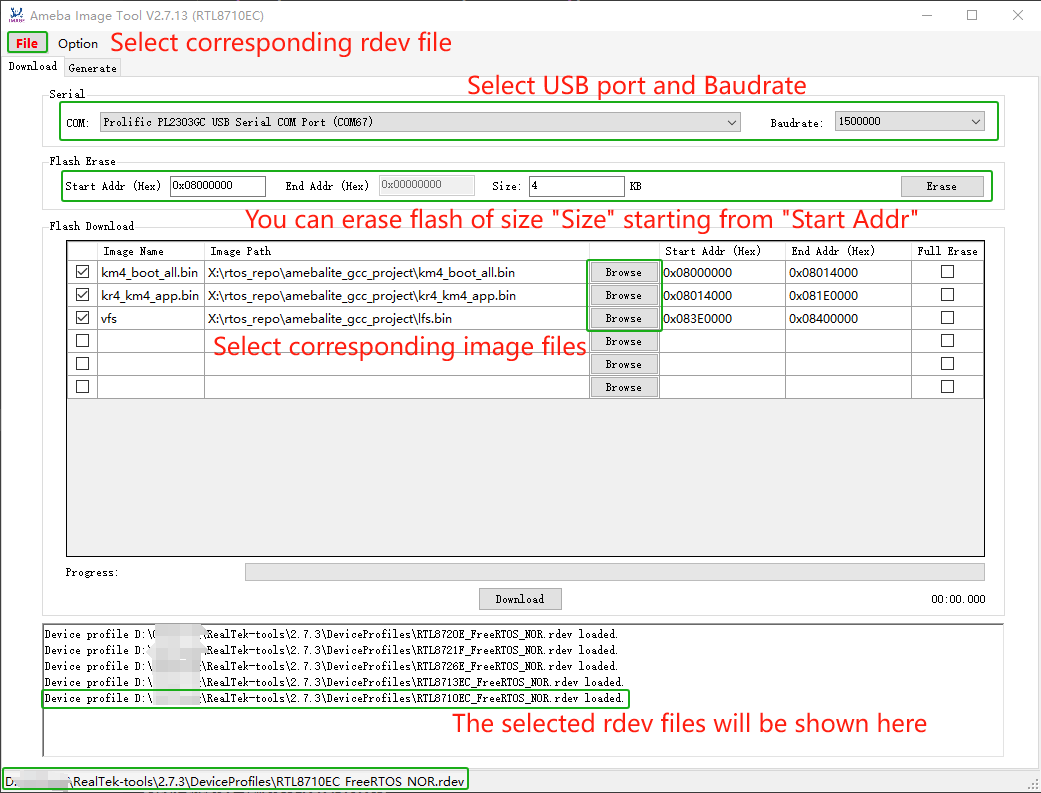 Ameba Image Tool V2.7.13 (RTL8710EC)
File Option Select corresponding rdev file
Download Generate
Select USB port and Baudrate
Serial
COM: Prolific PL2303GC USB Serial COM Port (COM67) Baudrate: 1500000
Flash Erase
Start Addr (Hex) 0x08000000 End Addr (Hex) 0x00000000 Size: 4 KB Erase
You can erase flash of size "Size" starting from "Start Addr"
Flash Download
Image Name Image Path Start Addr (Hex) End Addr (Hex) Full Erase
km4_boot_all.bin X:\rtos_repo\amebalite_gcc_project\km4_boot_all.bin Browse 0x08000000 0x08014000
kr4_km4_app.bin X:\rtos_repo\amebalite_gcc_project\kr4_km4_app.bin Browse 0x08014000 0x081E0000
vfs X:\rtos_repo\amebalite_gcc_project\lfs.bin Browse 0x083E0000 0x08400000
Select corresponding image files Browse
Browse
Browse
Progress:
Download 00:00.000
Device profile D:\ \RealTek-tools\2.7.3\DeviceProfiles\RTL8720E_FreeRTOS_NOR.rdev loaded.
Device profile D:\ \RealTek-tools\2.7.3\DeviceProfiles\RTL8721F_FreeRTOS_NOR.rdev loaded.
Device profile D:\ \RealTek-tools\2.7.3\DeviceProfiles\RTL8726E_FreeRTOS_NOR.rdev loaded.
Device profile D:\ \RealTek-tools\2.7.3\DeviceProfiles\RTL8713EC_FreeRTOS_NOR.rdev loaded.
Device profile D:\ \RealTek-tools\2.7.3\DeviceProfiles\RTL8710EC_FreeRTOS_NOR.rdev loaded.
The selected rdev files will be shown here
D: \RealTek-tools\2.7.3\DeviceProfiles\RTL8710EC_FreeRTOS_NOR.rdev